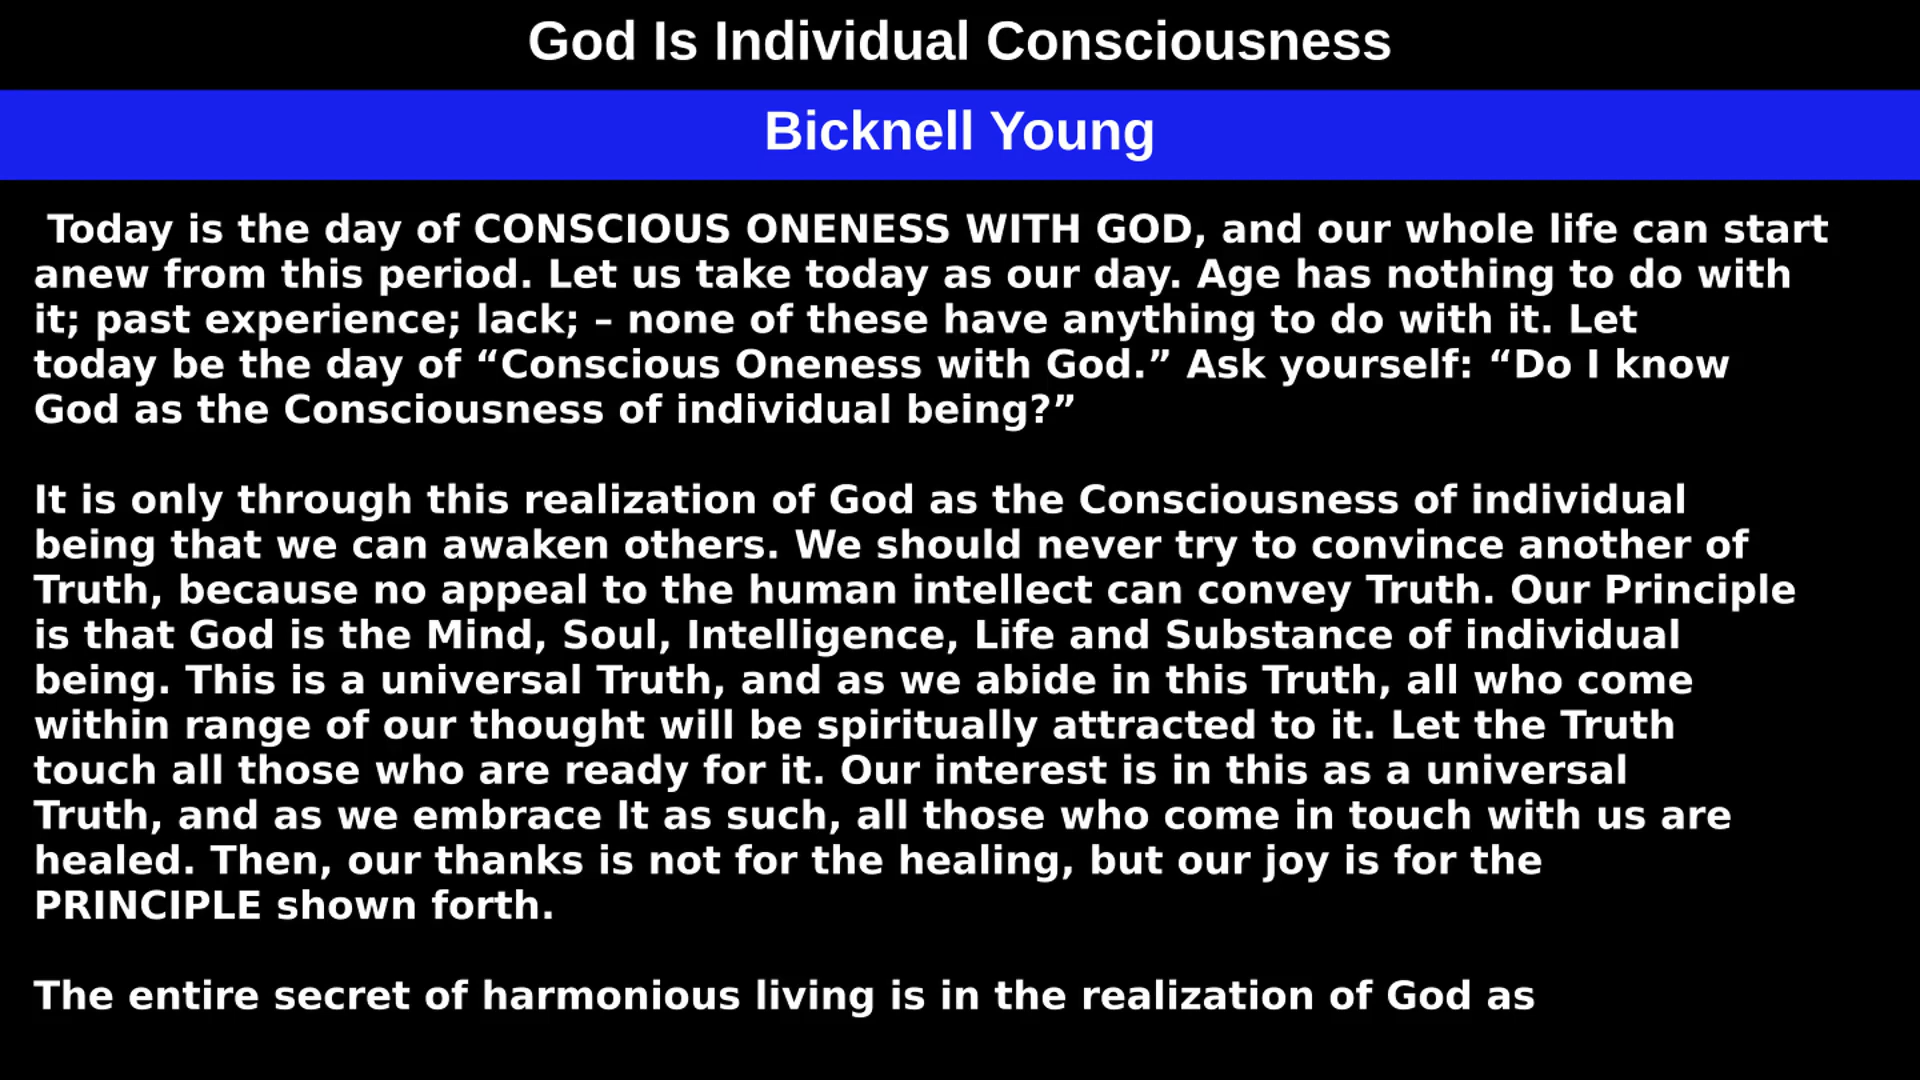 God Is Individual Consciousness
Bicknell Young
Today is the day of CONSCIOUS ONENESS WITH GOD, and our whole life can start
anew from this period. Let us take today as our day. Age has nothing to do with
it; past experience; lack; – none of these have anything to do with it. Let
today be the day of “Conscious Oneness with God.” Ask yourself: “Do I know
God as the Consciousness of individual being?”
It is only through this realization of God as the Consciousness of individual
being that we can awaken others. We should never try to convince another of
Truth, because no appeal to the human intellect can convey Truth. Our Principle
is that God is the Mind, Soul, Intelligence, Life and Substance of individual
being. This is a universal Truth, and as we abide in this Truth, all who come
within range of our thought will be spiritually attracted to it. Let the Truth
touch all those who are ready for it. Our interest is in this as a universal
Truth, and as we embrace It as such, all those who come in touch with us are
healed. Then, our thanks is not for the healing, but our joy is for the
PRINCIPLE shown forth.
The entire secret of harmonious living is in the realization of God as